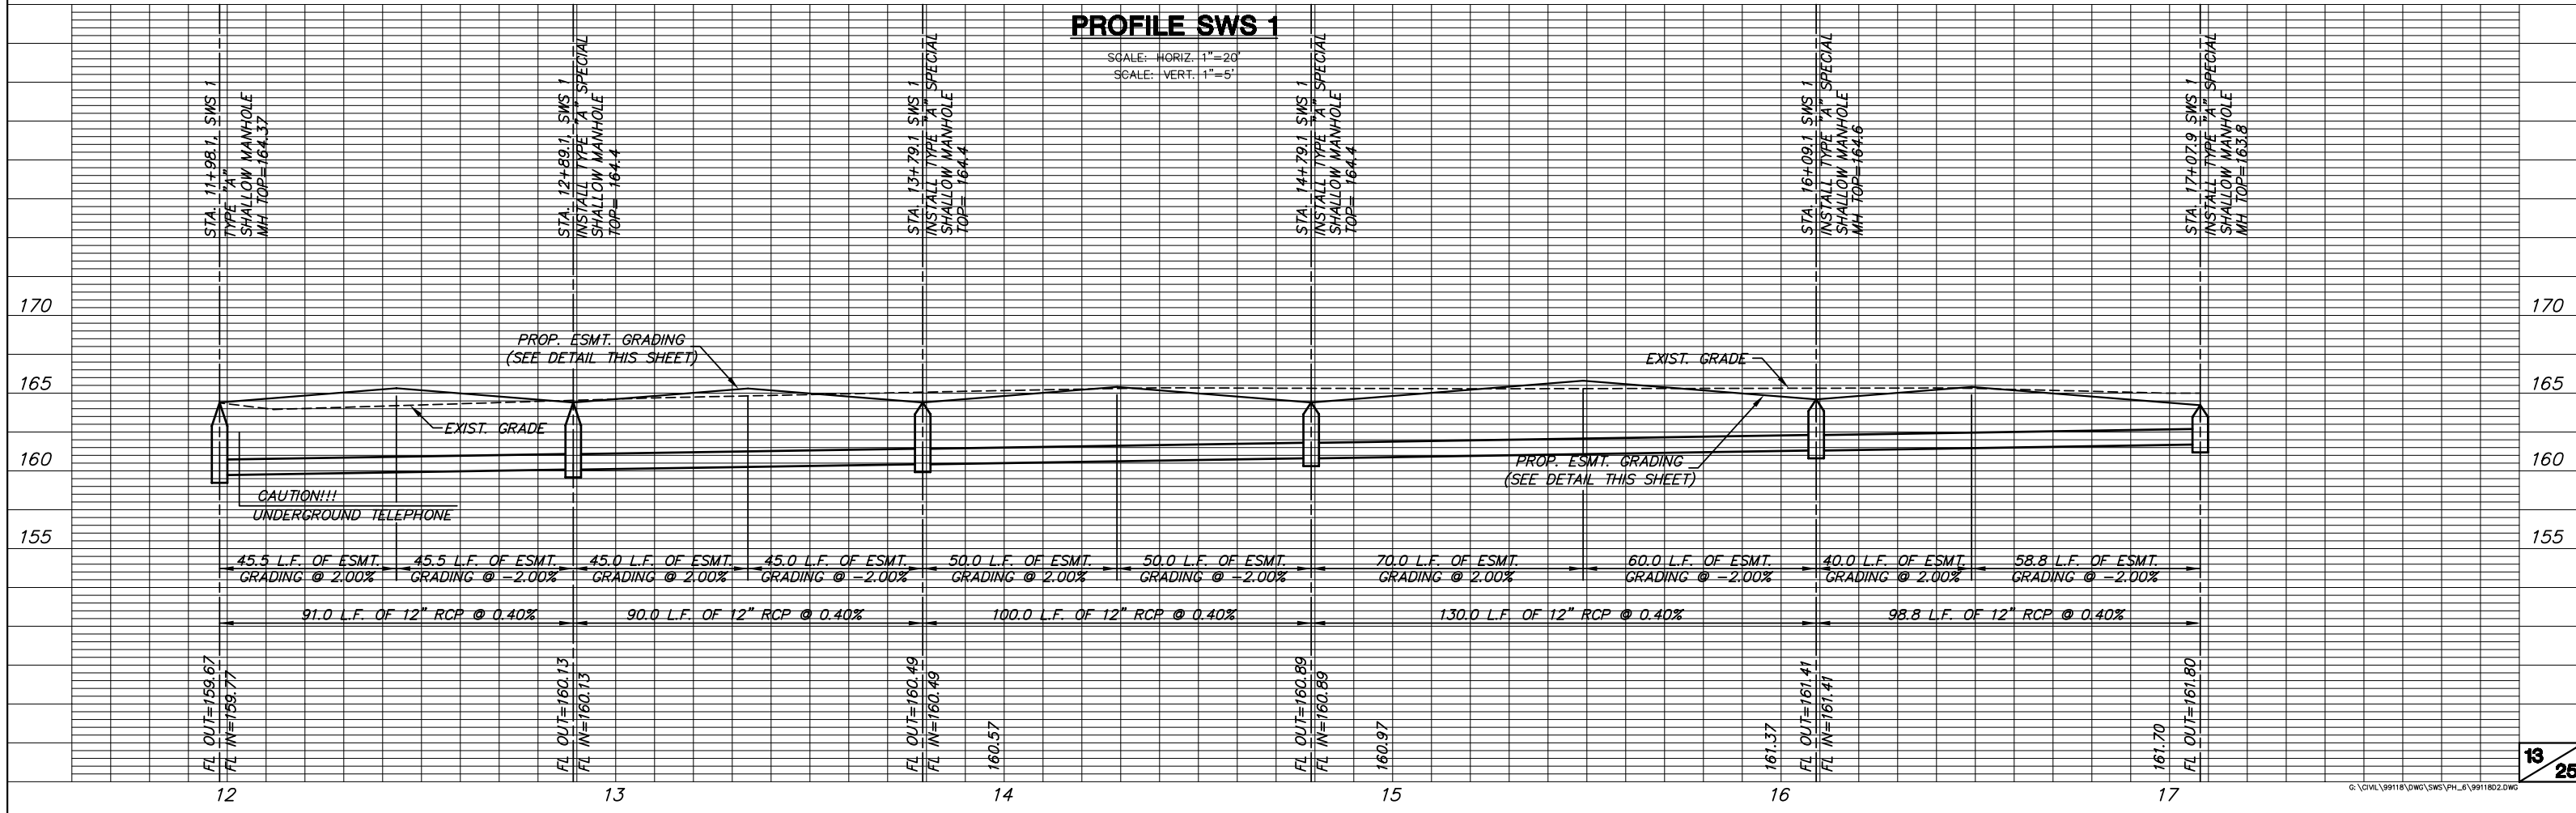 PROFILE SWS 1
SCALE: HORIZ. 1"=20'
SCALE: VERT. 1"=5'
STA. 11+98.1, SWS 1
TYPE "A"
SHALLOW MANHOLE
MH TOP=164.37
STA. 12+89.1, SWS 1
INSTALL TYPE "A" SPECIAL
SHALLOW MANHOLE
TOP= 164.4
STA. 13+79.1 SWS 1
INSTALL TYPE "A" SPECIAL
SHALLOW MANHOLE
TOP= 164.4
STA. 14+79.1 SWS 1
INSTALL TYPE "A" SPECIAL
SHALLOW MANHOLE
TOP= 164.4
STA. 16+09.1 SWS 1
INSTALL TYPE "A" SPECIAL
SHALLOW MANHOLE
MH TOP=164.6
STA. 17+07.9 SWS 1
INSTALL TYPE "A" SPECIAL
SHALLOW MANHOLE
MH TOP=163.8
170
170
PROP. ESMT. GRADING
(SEE DETAIL THIS SHEET)
EXIST. GRADE
165
165
EXIST. GRADE
160
160
PROP. ESMT. GRADING
(SEE DETAIL THIS SHEET)
CAUTION!!!
UNDERGROUND TELEPHONE
155
155
45.5 L.F. OF ESMT.
GRADING @ 2.00%
45.5 L.F. OF ESMT.
GRADING @ -2.00%
45.0 L.F. OF ESMT.
GRADING @ 2.00%
45.0 L.F. OF ESMT.
GRADING @ -2.00%
50.0 L.F. OF ESMT.
GRADING @ 2.00%
50.0 L.F. OF ESMT.
GRADING @ -2.00%
70.0 L.F. OF ESMT.
GRADING @ 2.00%
60.0 L.F. OF ESMT.
GRADING @ -2.00%
40.0 L.F. OF ESMT.
GRADING @ 2.00%
58.8 L.F. OF ESMT.
GRADING @ -2.00%
91.0 L.F. OF 12" RCP @ 0.40%
90.0 L.F. OF 12" RCP @ 0.40%
100.0 L.F. OF 12" RCP @ 0.40%
130.0 L.F. OF 12" RCP @ 0.40%
98.8 L.F. OF 12" RCP @ 0.40%
FL OUT=159.67
FL IN=159.77
FL OUT=160.13
FL IN=160.13
FL OUT=160.49
FL IN=160.49
160.57
FL OUT=160.89
FL IN=160.89
160.97
161.37
FL OUT=161.41
FL IN=161.41
161.70
FL OUT=161.80
13
25
12
13
14
15
16
17
G:\CIVIL\99118\DWG\SWS\PH_6\99118D2.DWG